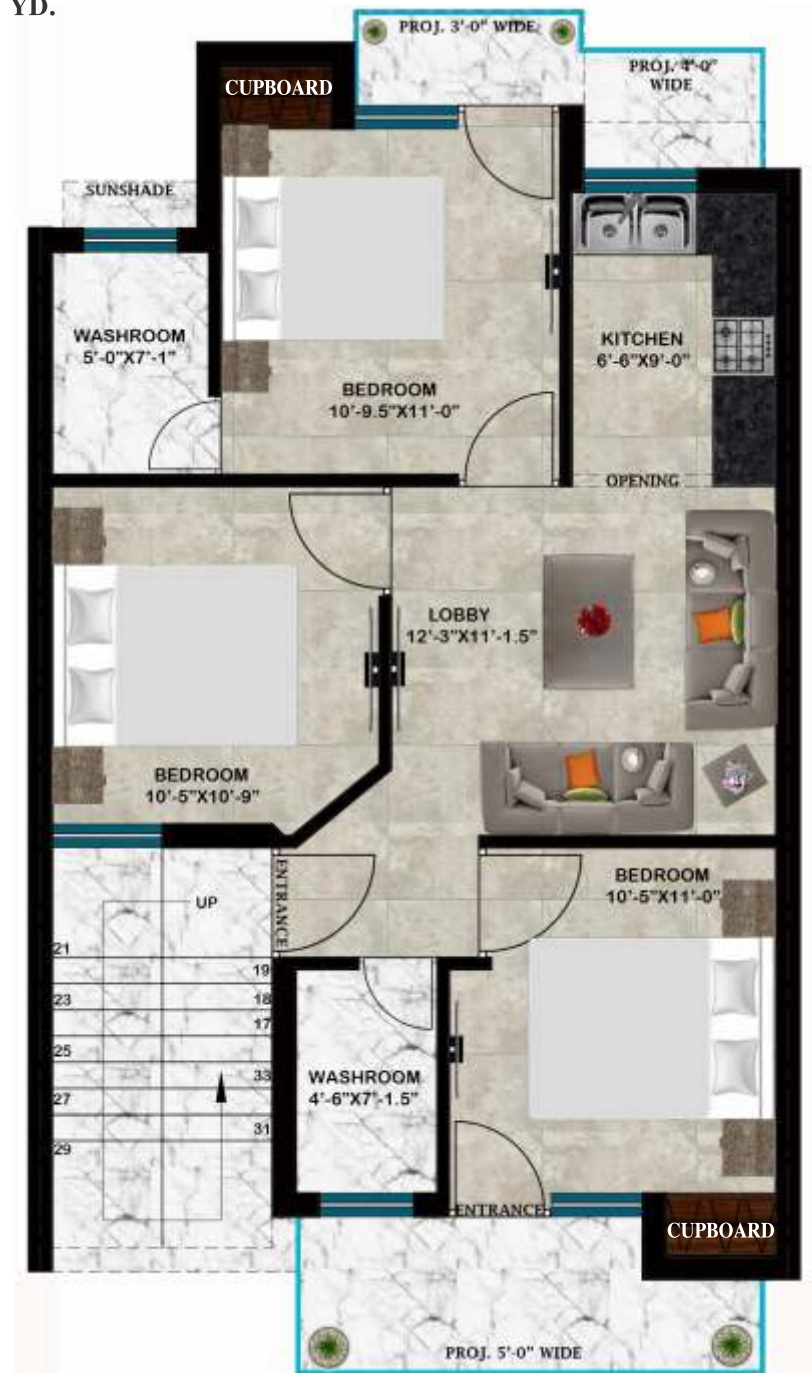 YD.
PROJ. 3'-0" WIDE
PROJ. 4'-0"
WIDE
CUPBOARD
SUNSHADE
WASHROOM
5'-0"X7'-1"
KITCHEN
6'-6"X9'-0"
BEDROOM
10'-9.5"X11'-0"
OPENING
LOBBY
12'-3"X11'-1.5"
BEDROOM
10'-5"X10'-9"
ENTRANCE
BEDROOM
10'-5"X11'-0"
UP
21
19
23
18
17
25
33
27
31
29
WASHROOM
4'-6"X7'-1.5"
ENTRANCE
CUPBOARD
PROJ. 5'-0" WIDE